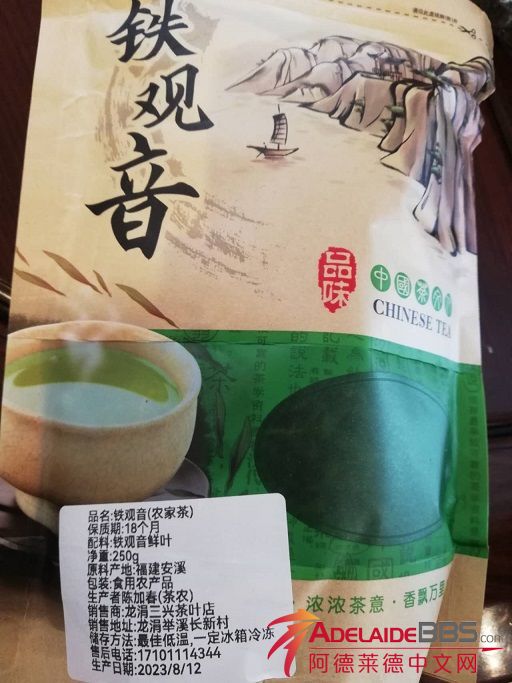 铁观音
品味
中國茶
CHINESE TEA
品名:铁观音(农家茶)
保质期:18个月
配料:铁观音鲜叶
净重:250g
原料产地:福建安溪
包装:食用农产品
生产者陈加春(茶农)
销售商:龙涓三兴茶叶店
销售地址:龙涓举溪长新村
储存方法:最佳低温,一定冰箱冷冻
售后电话:17101114344
生产日期:2023/8/12
浓浓茶意·香飘万里
ADELAIDEBBS.com
阿德莱德中文网